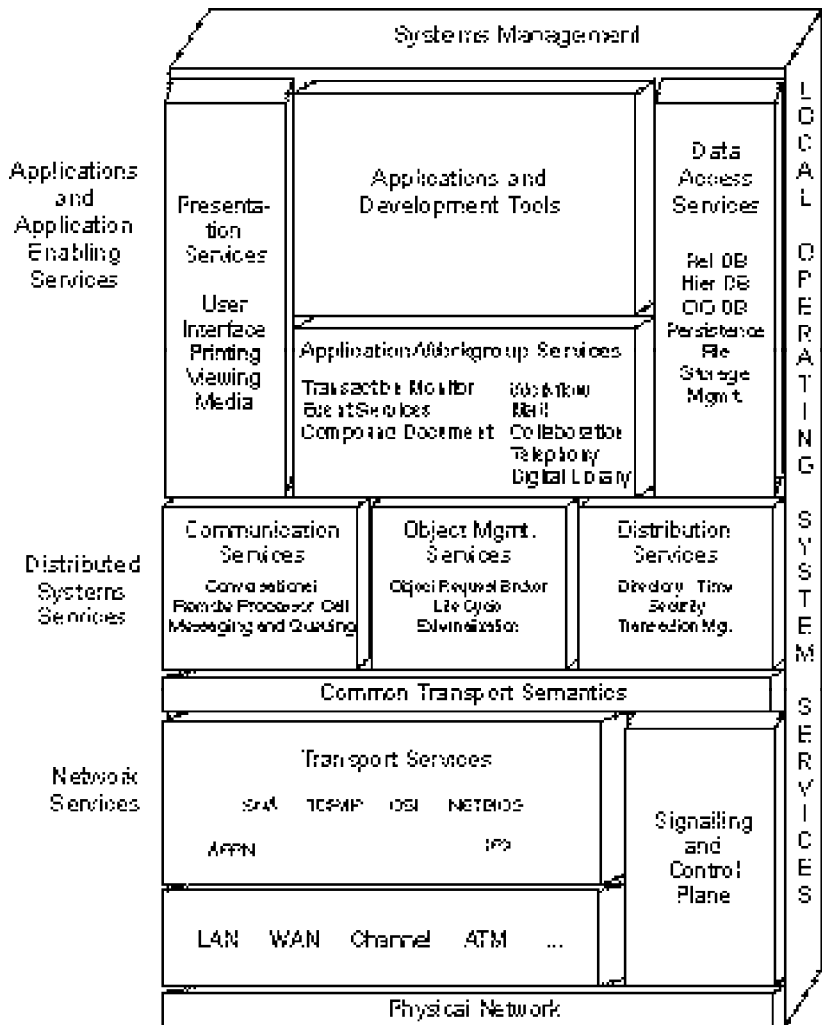 Systems Management
Applications
and
Application
Enabling
Services
Presenta-
tion
Services
User
Interface
Printing
Viewing
Media
Applications and
Development Tools
Application/Workgroup Services
Transaction Monitor
Event Services
Compound Document
Workflow
Mail
Collaboration
Telephony
Digital Library
Data
Access
Services
Rel DB
Hier DB
OO DB
Persistence
File
Storage
Mgmt.
LOCAL OPERATING SYSTEM SERVICES
Distributed
Systems
Services
Communication
Services
Conversational
Remote Procedure Call
Messaging and Queuing
Object Mgmt.
Services
Object Request Broker
Life Cycle
Externalization
Distribution
Services
Directory Time
Security
Transaction Mgr.
Common Transport Semantics
Network
Services
Transport Services
SNA TCP/IP OSI NETBIOS
APPN IPX
Signalling
and
Control
Plane
LAN WAN Channel ATM ...
Physical Network